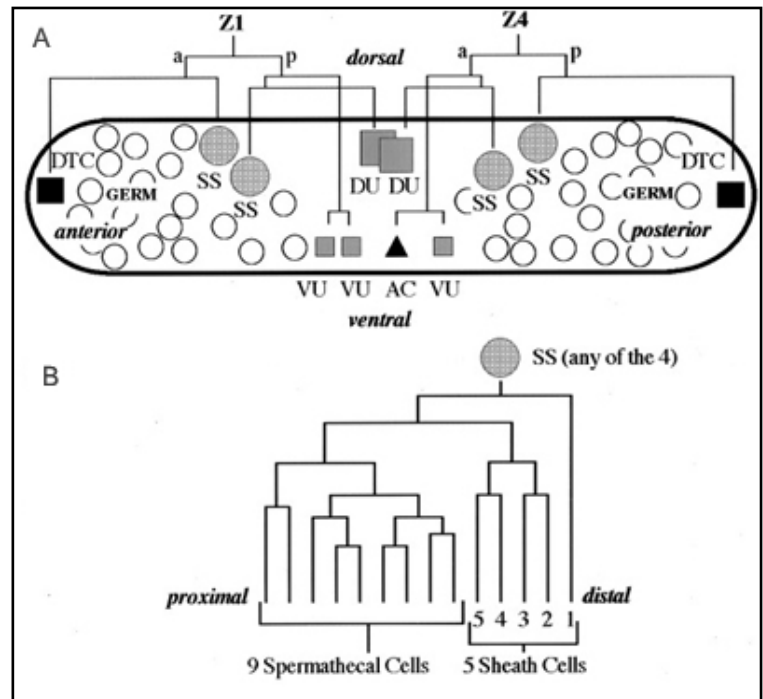 A
Z1
Z4
a
p
dorsal
a
p
DTC
SS
DU DU
SS
DTC
GERM
SS
SS
GERM
anterior
posterior
VU VU AC VU
ventral
B
SS (any of the 4)
proximal
distal
5 4 3 2 1
9 Spermathecal Cells
5 Sheath Cells